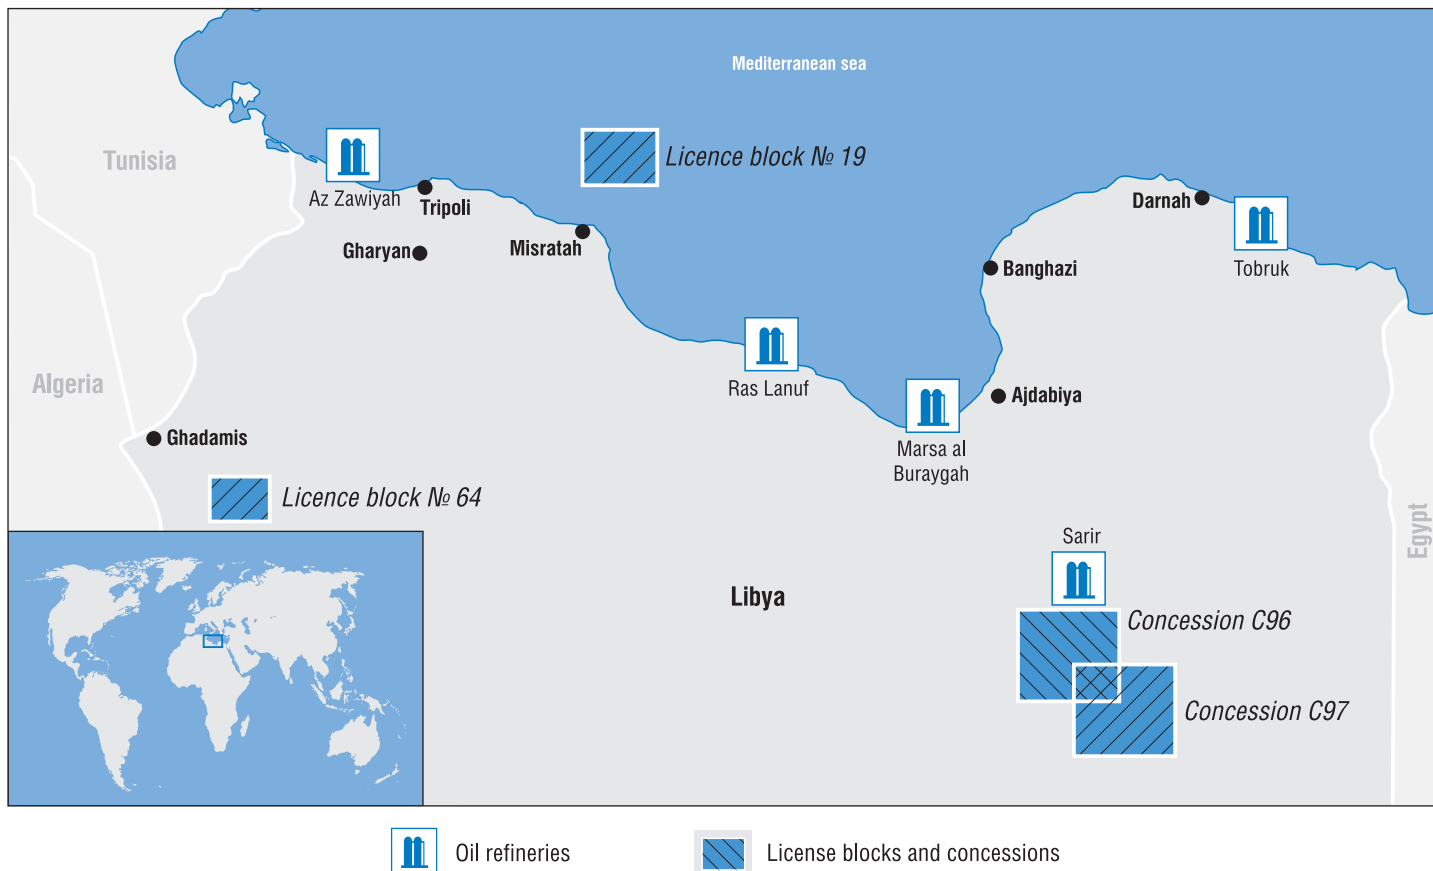 Mediterranean sea
Tunisia
Licence block № 19
Az Zawiyah
Tripoli
Darnah
Gharyan
Misratah
Banghazi
Tobruk
Algeria
Ras Lanuf
Ajdabiya
Ghadamis
Marsa al
Buraygah
Licence block № 64
Egypt
Sarir
Libya
Concession C96
Concession C97
Oil refineries
License blocks and concessions